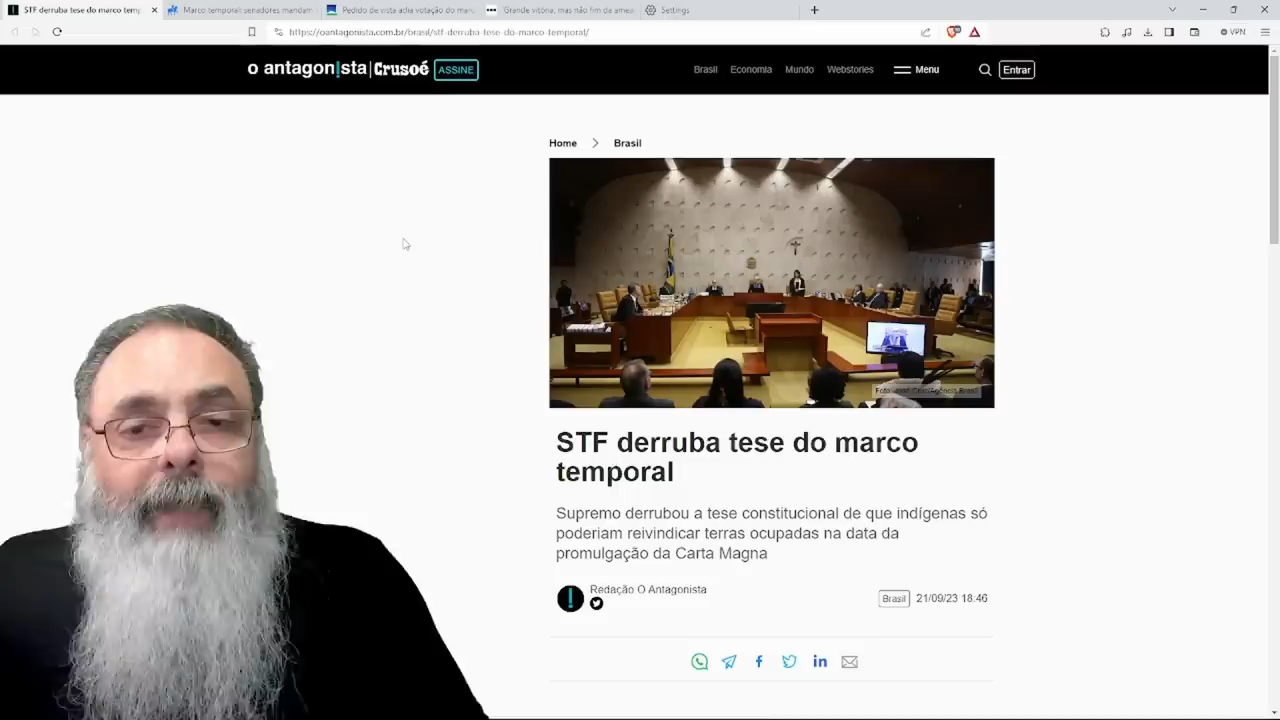 STF derruba tese do marco temp
Marco temporal: senadores mandam
Pedido de vista adia votação do marc
Grande vitória, mas não fim da amea
Settings
https://oantagonista.com.br/brasil/stf-derruba-tese-do-marco-temporal/
VPN
o antagon!sta|Crusoé ASSINE
Brasil Economia Mundo Webstories Menu Entrar
Home > Brasil
STF derruba tese do marco
temporal
Supremo derrubou a tese constitucional de que indígenas só
poderiam reivindicar terras ocupadas na data da
promulgação da Carta Magna
Redação O Antagonista
Brasil 21/09/23 18:46